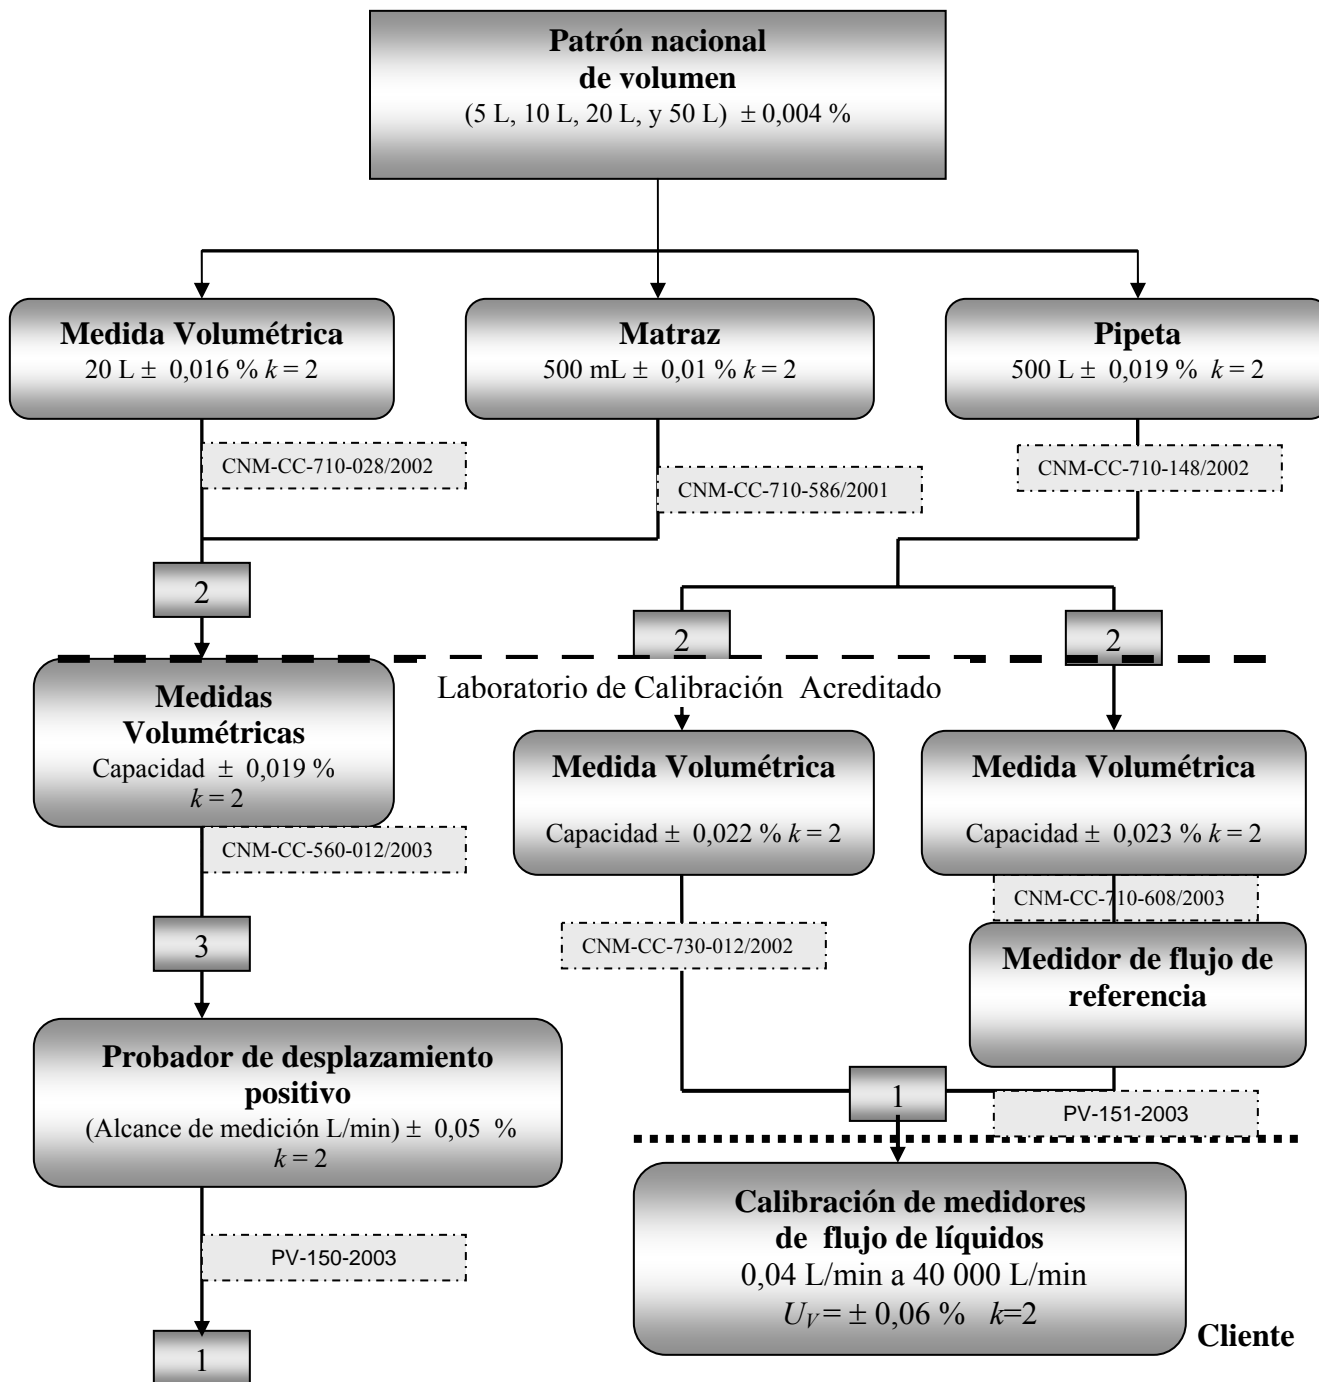 Patrón nacional
de volumen
(5 L, 10 L, 20 L, y 50 L) ± 0,004 %
Medida Volumétrica
20 L ± 0,016 % k = 2
Matraz
500 mL ± 0,01 % k = 2
Pipeta
500 L ± 0,019 % k = 2
CNM-CC-710-028/2002
CNM-CC-710-586/2001
CNM-CC-710-148/2002
2
2
2
Laboratorio de Calibración Acreditado
Medidas
Volumétricas
Capacidad ± 0,019 %
k = 2
Medida Volumétrica
Capacidad ± 0,022 % k = 2
Medida Volumétrica
Capacidad ± 0,023 % k = 2
CNM-CC-560-012/2003
CNM-CC-730-012/2002
CNM-CC-710-608/2003
3
Medidor de flujo de
referencia
Probador de desplazamiento
positivo
(Alcance de medición L/min) ± 0,05 %
k = 2
1
PV-151-2003
Calibración de medidores
de flujo de líquidos
0,04 L/min a 40 000 L/min
UV = ± 0,06 % k=2
Cliente
PV-150-2003
1